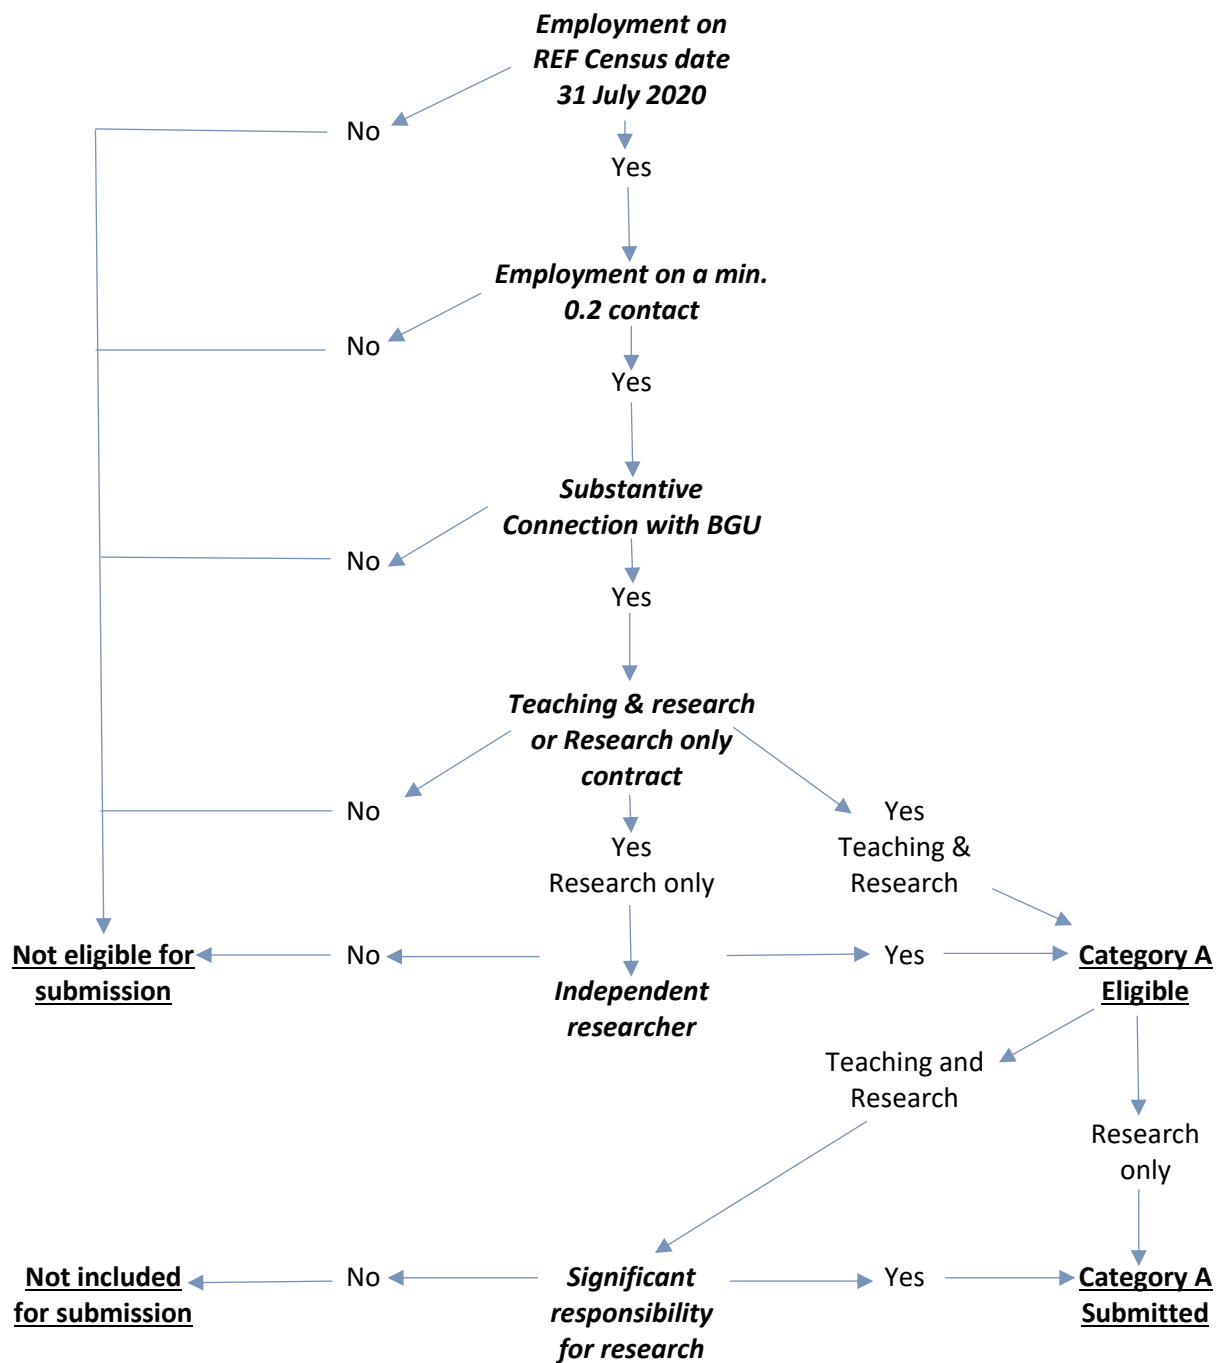 Employment on
REF Census date
31 July 2020
No
Yes
Employment on a min.
0.2 contact
No
Yes
Substantive
Connection with BGU
No
Yes
Teaching & research
or Research only
contract
No
Yes
Research only
Yes
Teaching &
Research
Not eligible for
submission
No
Independent
researcher
Yes
Category A
Eligible
Teaching and
Research
Research
only
Not included
for submission
No
Significant
responsibility
for research
Yes
Category A
Submitted